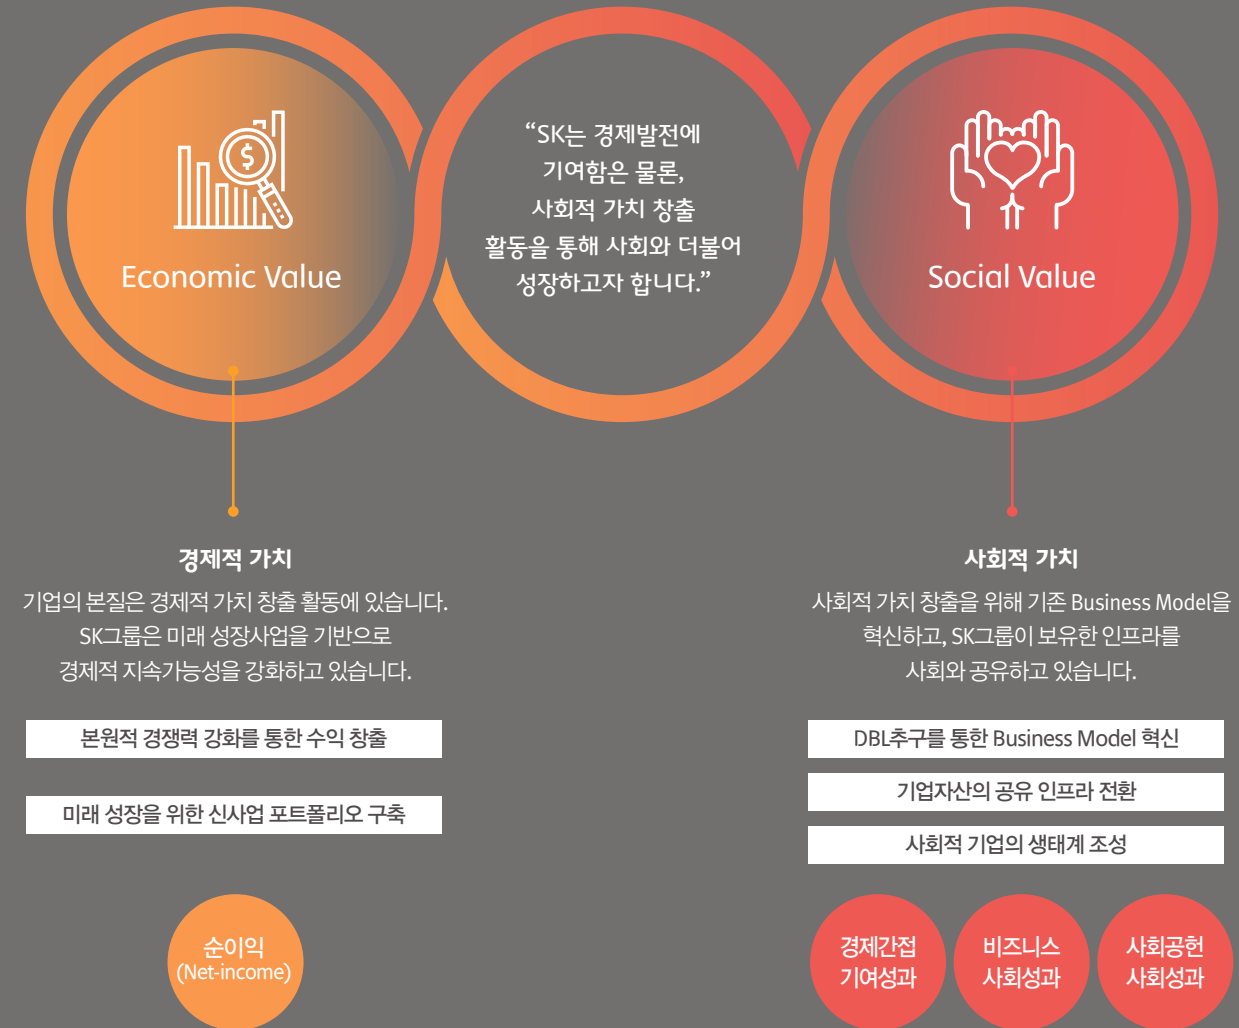 $
Economic Value
“SK는 경제발전에
기여함은 물론,
사회적 가치 창출
활동을 통해 사회와 더불어
성장하고자 합니다.”
Social Value
경제적 가치
기업의 본질은 경제적 가치 창출 활동에 있습니다.
SK그룹은 미래 성장사업을 기반으로
경제적 지속가능성을 강화하고 있습니다.
본원적 경쟁력 강화를 통한 수익 창출
미래 성장을 위한 신사업 포트폴리오 구축
순이익
(Net-income)
사회적 가치
사회적 가치 창출을 위해 기존 Business Model을
혁신하고, SK그룹이 보유한 인프라를
사회와 공유하고 있습니다.
DBL추구를 통한 Business Model 혁신
기업자산의 공유 인프라 전환
사회적 기업의 생태계 조성
경제간접
기여성과
비즈니스
사회성과
사회공헌
사회성과